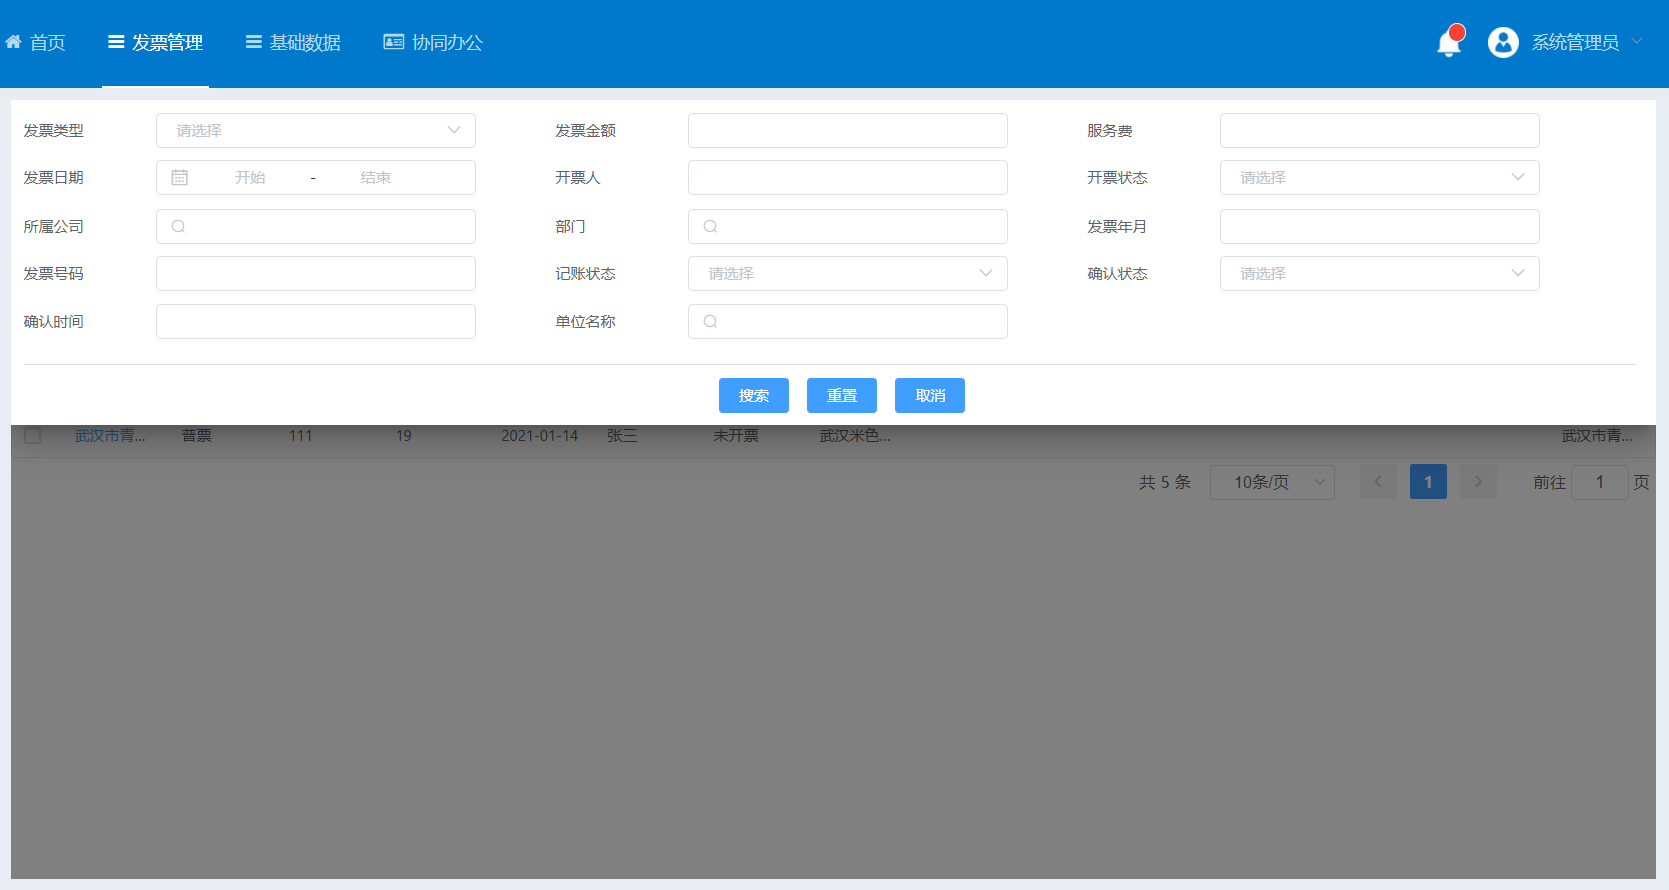 首页 发票管理 基础数据 协同办公 系统管理员
发票类型 请选择 发票金额 服务费
发票日期 开始 - 结束 开票人 开票状态 请选择
所属公司 部门 发票年月
发票号码 记账状态 请选择 确认状态 请选择
确认时间 单位名称
搜索 重置 取消
武汉市青... 普票 111 19 2021-01-14 张三 未开票 武汉米色... 武汉市青...
共 5 条 10条/页 1 前往 1 页